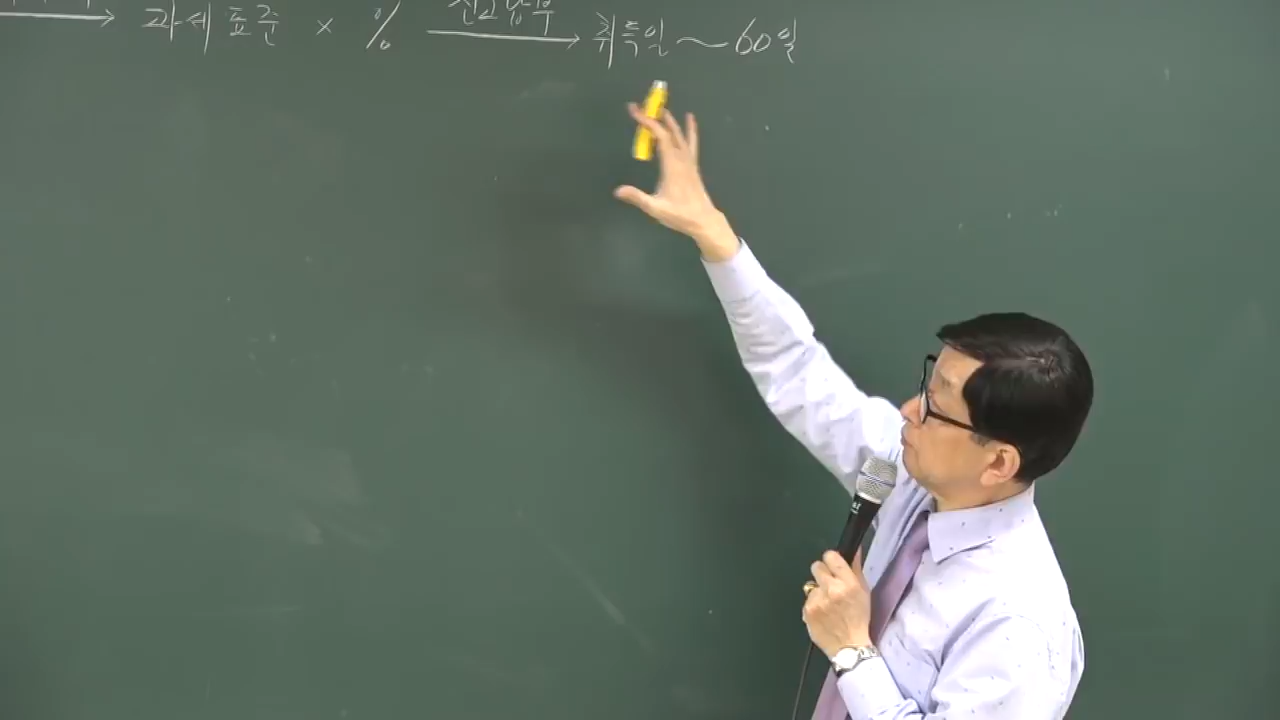 신고납부
과세표준 × % → 취득일 ~ 60일